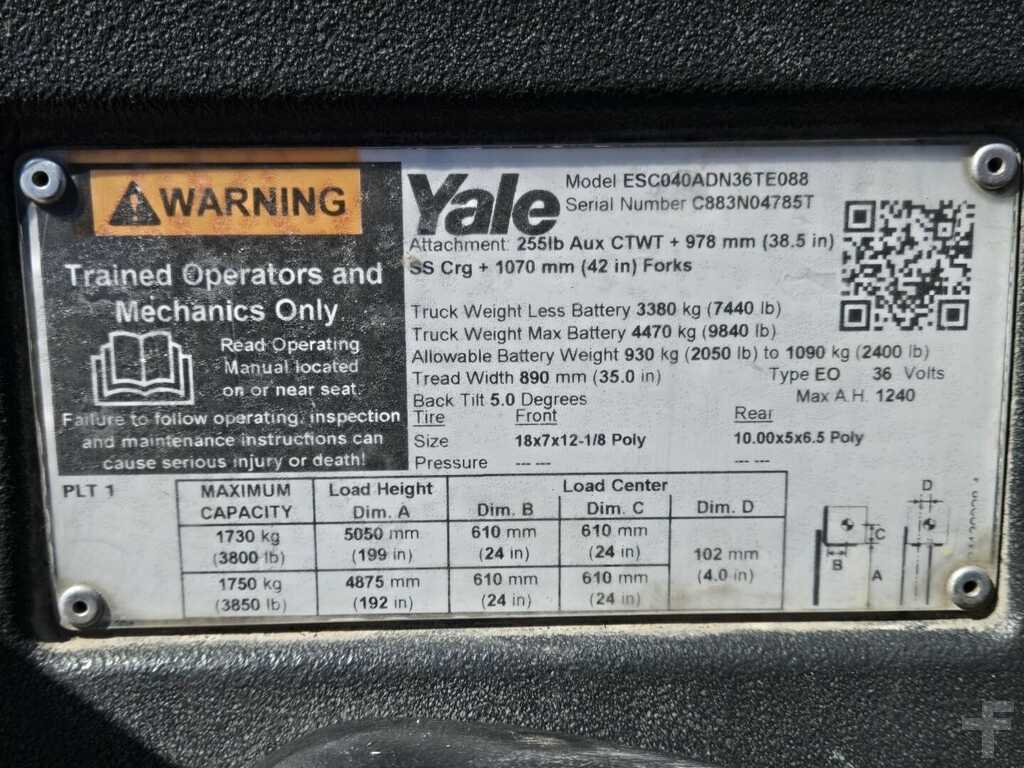 WARNING
Trained Operators and
Mechanics Only
Read Operating
Manual located
on or near seat.
Failure to follow operating, inspection
and maintenance instructions can
cause serious injury or death!
Yale
Model ESC040ADN36TE088
Serial Number C883N04785T
Attachment: 255lb Aux CTWT + 978 mm (38.5 in)
SS Crg + 1070 mm (42 in) Forks
Truck Weight Less Battery 3380 kg (7440 lb)
Truck Weight Max Battery 4470 kg (9840 lb)
Allowable Battery Weight 930 kg (2050 lb) to 1090 kg (2400 lb)
Tread Width 890 mm (35.0 in) Type EO 36 Volts
Back Tilt 5.0 Degrees Max A.H. 1240
Tire Front Rear
Size 18x7x12-1/8 Poly 10.00x5x6.5 Poly
Pressure --- --- --- ---
PLT 1
MAXIMUM Load Height Load Center
CAPACITY Dim. A Dim. B Dim. C Dim. D
1730 kg 5050 mm 610 mm 610 mm
(3800 lb) (199 in) (24 in) (24 in) 102 mm
1750 kg 4875 mm 610 mm 610 mm (4.0 in)
(3850 lb) (192 in) (24 in) (24 in)
D
C
B
A